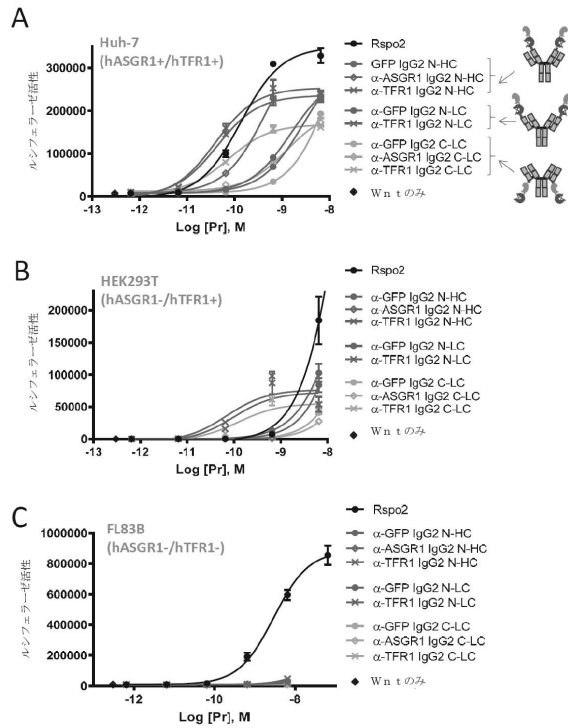 A
Huh-7
(hASGR1+/hTFR1+)
ルシフェラーゼ活性
300000
200000
100000
0
-13 -12 -11 -10 -9 -8
Log [Pr], M
Rspo2
GFP IgG2 N-HC
α-ASGR1 IgG2 N-HC
α-TFR1 IgG2 N-HC
α-GFP IgG2 N-LC
α-TFR1 IgG2 N-LC
α-GFP IgG2 C-LC
α-ASGR1 IgG2 C-LC
α-TFR1 IgG2 C-LC
Wntのみ
B
HEK293T
(hASGR1-/hTFR1+)
ルシフェラーゼ活性
200000
150000
100000
50000
0
-13 -12 -11 -10 -9 -8
Log [Pr], M
Rspo2
α-GFP IgG2 N-HC
α-ASGR1 IgG2 N-HC
α-TFR1 IgG2 N-HC
α-GFP IgG2 N-LC
α-TFR1 IgG2 N-LC
α-GFP IgG2 C-LC
α-ASGR1 IgG2 C-LC
α-TFR1 IgG2 C-LC
Wntのみ
C
FL83B
(hASGR1-/hTFR1-)
ルシフェラーゼ活性
1000000
800000
600000
400000
200000
0
-12 -10 -8
Log [Pr], M
Rspo2
α-GFP IgG2 N-HC
α-ASGR1 IgG2 N-HC
α-TFR1 IgG2 N-HC
α-GFP IgG2 N-LC
α-TFR1 IgG2 N-LC
α-GFP IgG2 C-LC
α-ASGR1 IgG2 C-LC
α-TFR1 IgG2 C-LC
Wntのみ